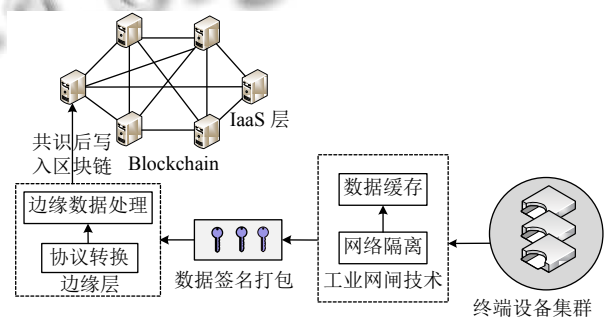 IaaS 层
共识后写
入区块链
Blockchain
边缘数据处理
协议转换
边缘层
数据签名打包
数据缓存
网络隔离
工业网闸技术
终端设备集群